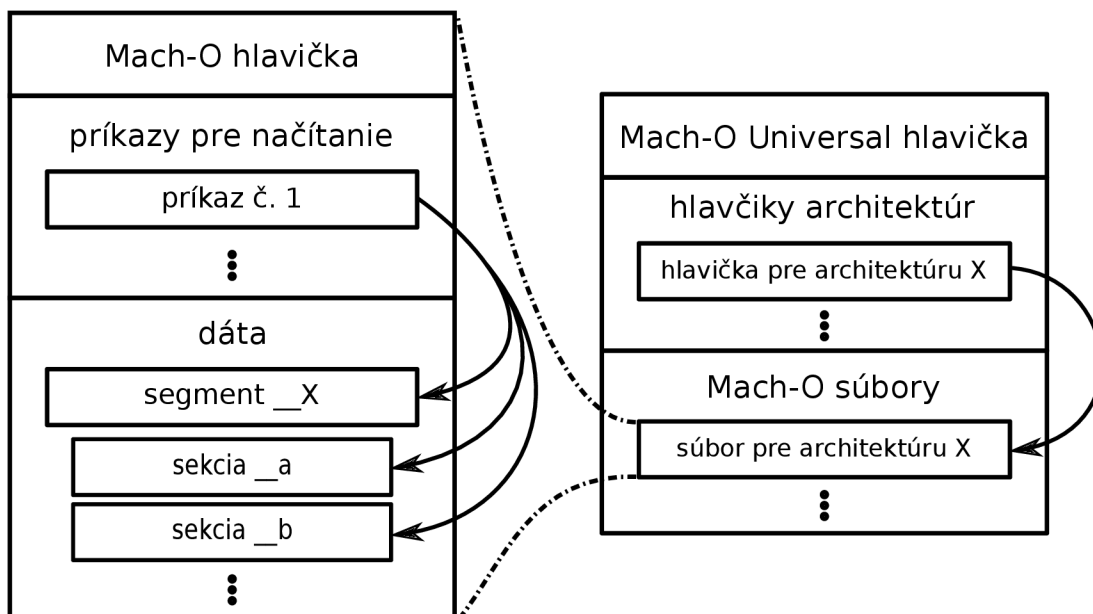 Mach-O hlavička
príkazy pre načítanie
príkaz č. 1
dáta
segment __X
sekcia __a
sekcia __b
Mach-O Universal hlavička
hlavčiky architektúr
hlavička pre architektúru X
Mach-O súbory
súbor pre architektúru X